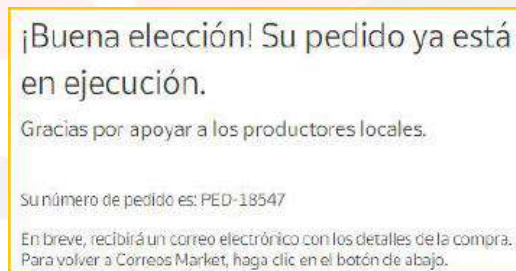 ¡Buena elección! Su pedido ya está
en ejecución.
Gracias por apoyar a los productores locales.
Su número de pedido es: PED-18547
En breve, recibirá un correo electrónico con los detalles de la compra.
Para volver a Correos Market, haga clic en el botón de abajo.